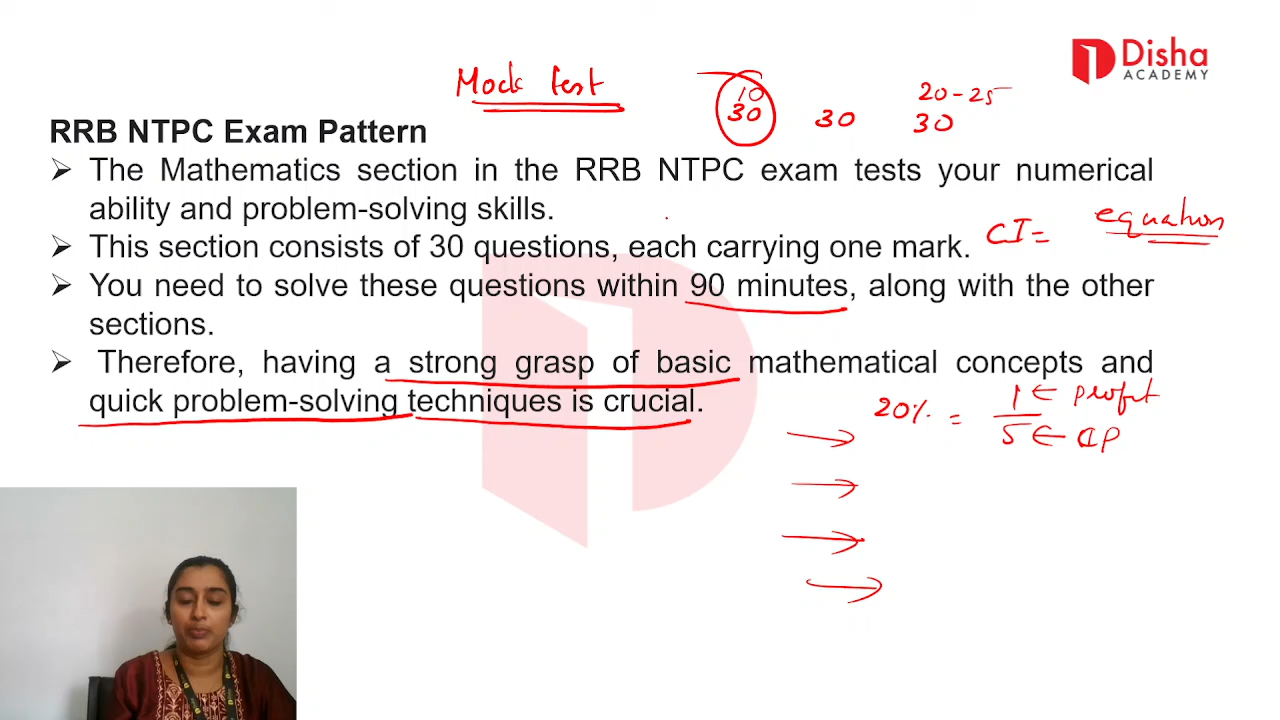 Disha
ACADEMY
Mock test
10
30
30
20-25
30
RRB NTPC Exam Pattern
➢ The Mathematics section in the RRB NTPC exam tests your numerical
ability and problem-solving skills.
➢ This section consists of 30 questions, each carrying one mark.
CI= equation
➢ You need to solve these questions within 90 minutes, along with the other
sections.
➢ Therefore, having a strong grasp of basic mathematical concepts and
quick problem-solving techniques is crucial.
20% = 1 ← profit
5 ← CP